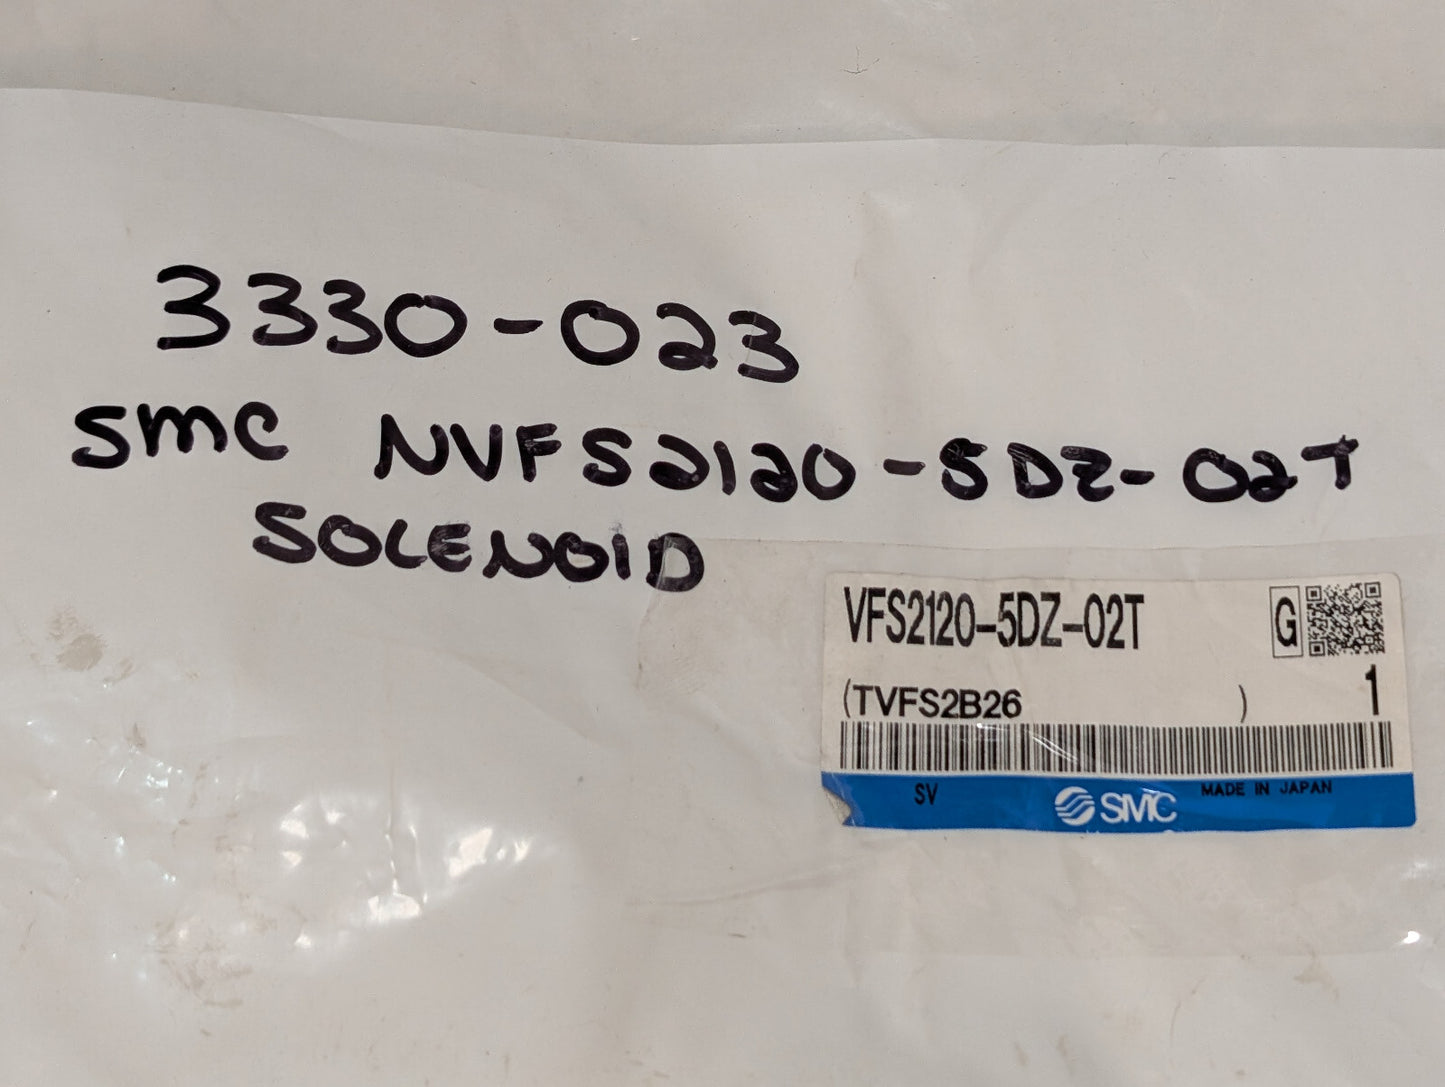 3330-023
SMC NVFS2120-5DZ-02T
SOLENOID
VFS2120-5DZ-02T G
(TVFS2B26 ) 1
SV SMC MADE IN JAPAN